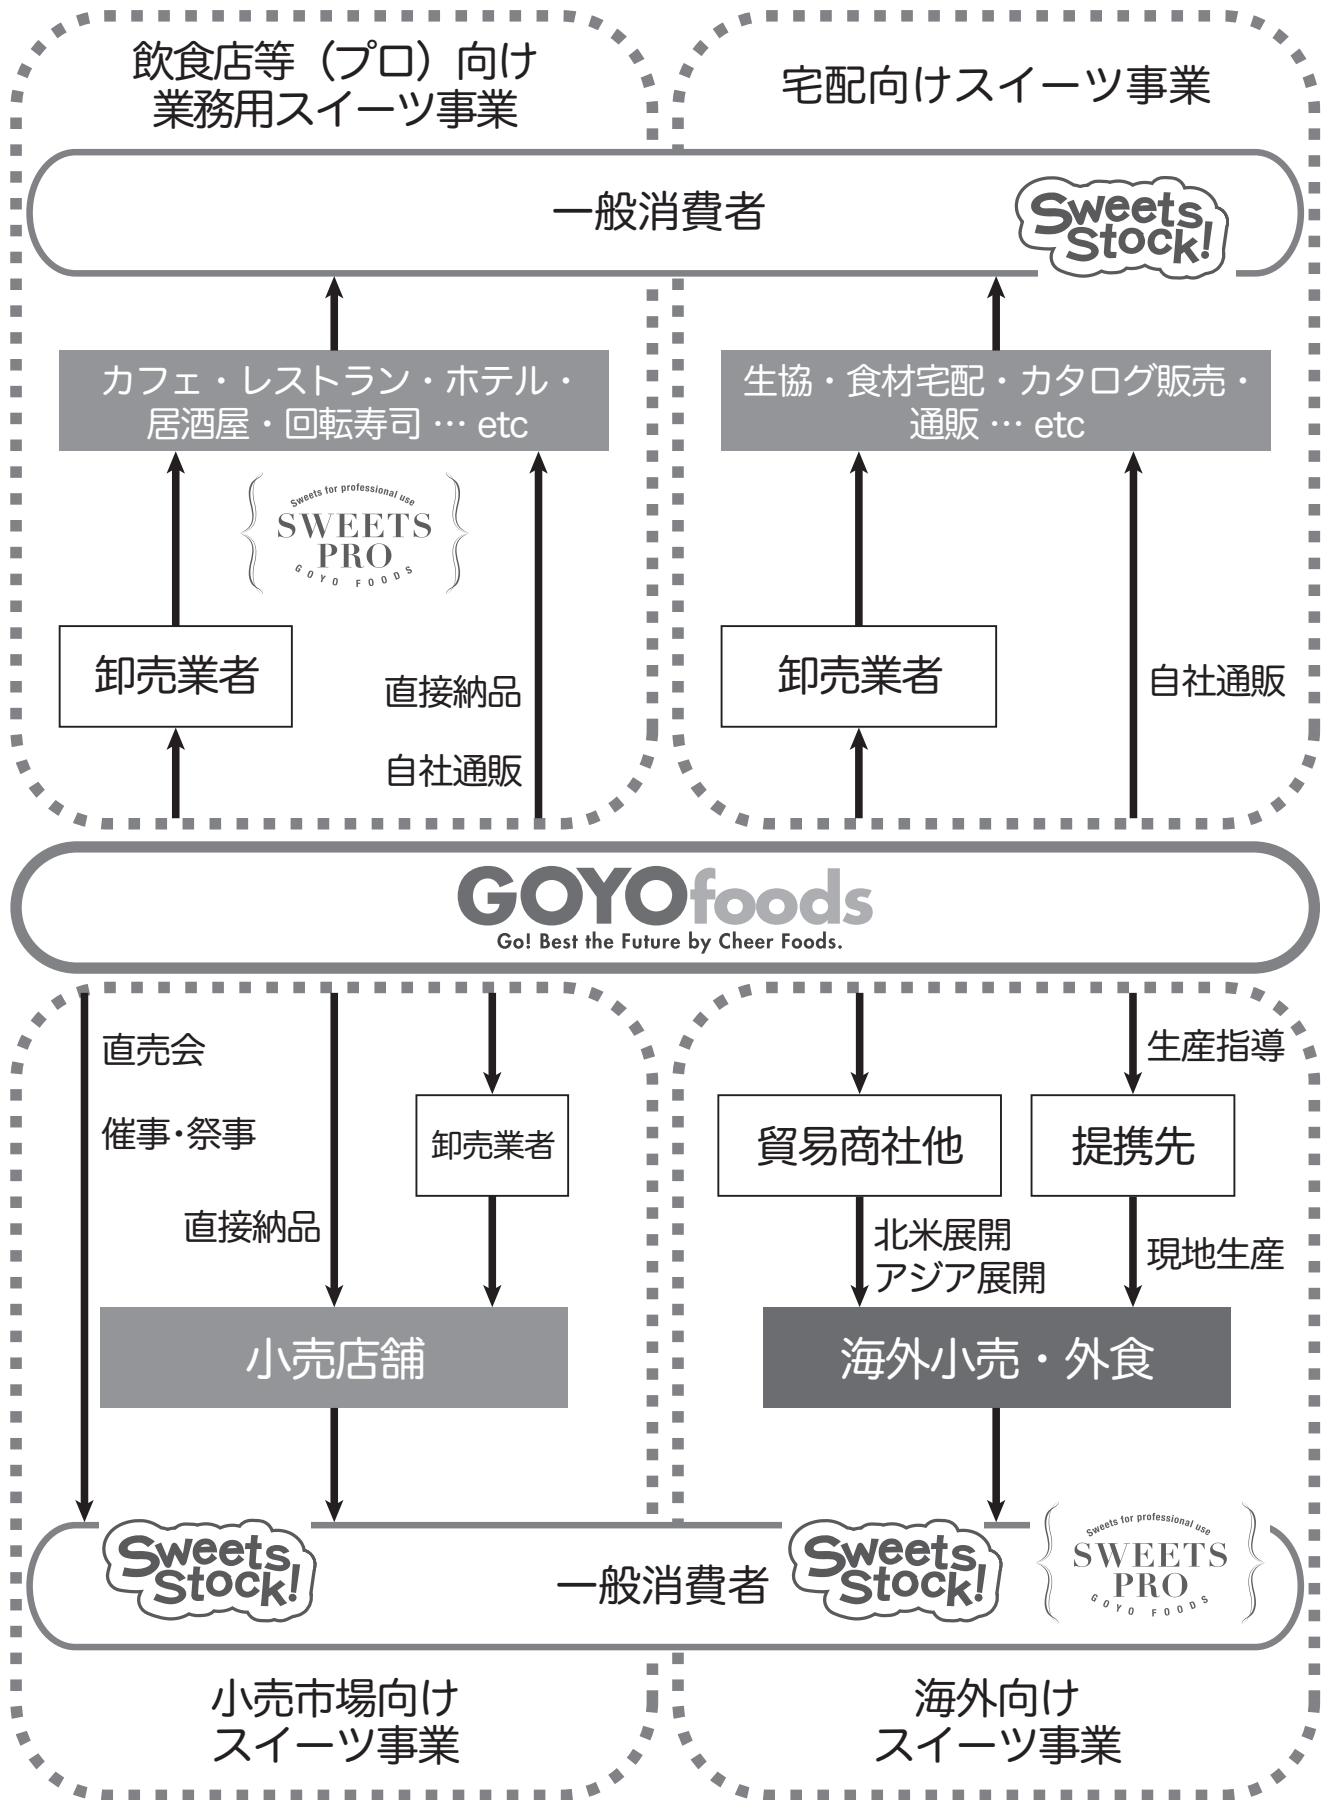 飲食店等（プロ）向け
業務用スイーツ事業
宅配向けスイーツ事業
一般消費者
Sweets
Stock!
カフェ・レストラン・ホテル・
居酒屋・回転寿司 … etc
生協・食材宅配・カタログ販売・
通販 … etc
Sweets for professional use
SWEETS
PRO
GOYO FOODS
卸売業者
直接納品
自社通販
卸売業者
自社通販
GOYOfoods
Go! Best the Future by Cheer Foods.
直売会
催事・祭事
直接納品
卸売業者
小売店舗
生産指導
貿易商社他
提携先
北米展開
アジア展開
現地生産
海外小売・外食
Sweets
Stock!
一般消費者
Sweets
Stock!
Sweets for professional use
SWEETS
PRO
GOYO FOODS
小売市場向け
スイーツ事業
海外向け
スイーツ事業